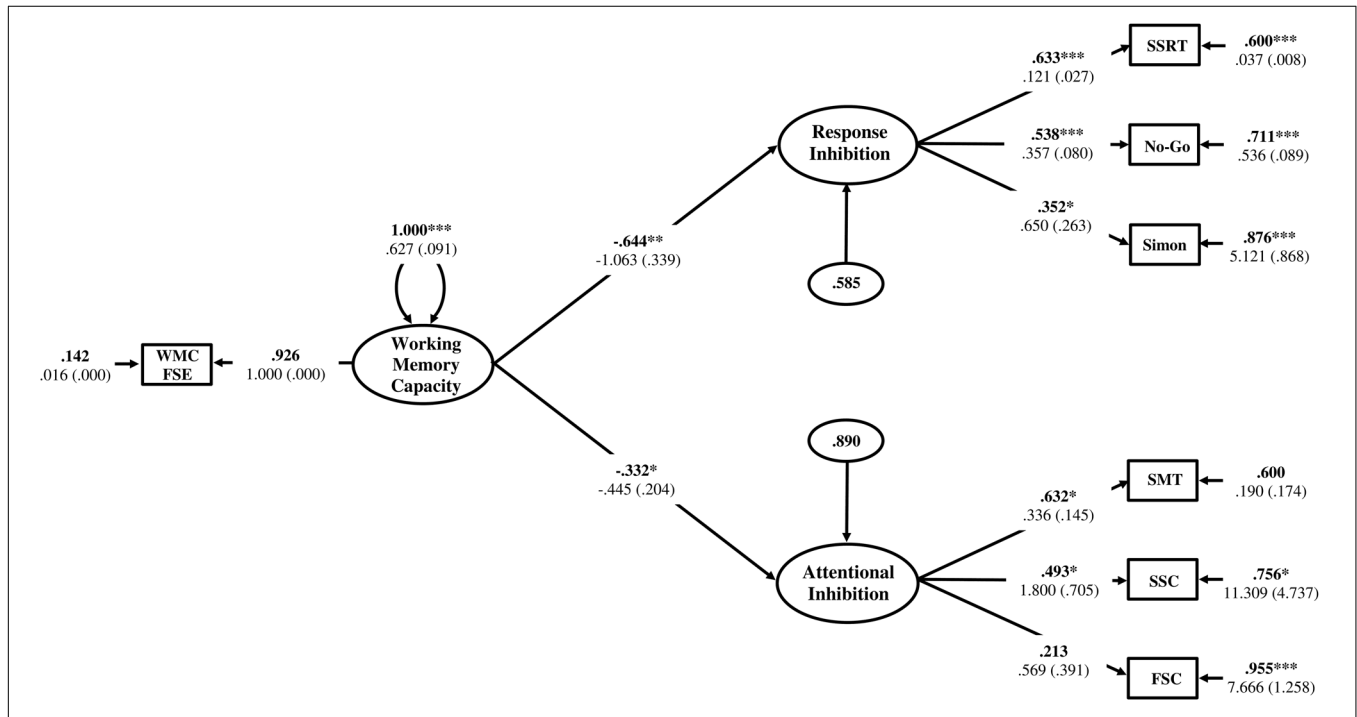 .142
.016 (.000)
WMC
FSE
.926
1.000 (.000)
1.000***
.627 (.091)
Working
Memory
Capacity
-.644**
-1.063 (.339)
-.332*
-.445 (.204)
Response
Inhibition
.585
.633***
.121 (.027)
SSRT
.600***
.037 (.008)
.538***
.357 (.080)
No-Go
.711***
.536 (.089)
.352*
.650 (.263)
Simon
.876***
5.121 (.868)
.890
Attentional
Inhibition
.632*
.336 (.145)
SMT
.600
.190 (.174)
.493*
1.800 (.705)
SSC
.756*
11.309 (4.737)
.213
.569 (.391)
FSC
.955***
7.666 (1.258)